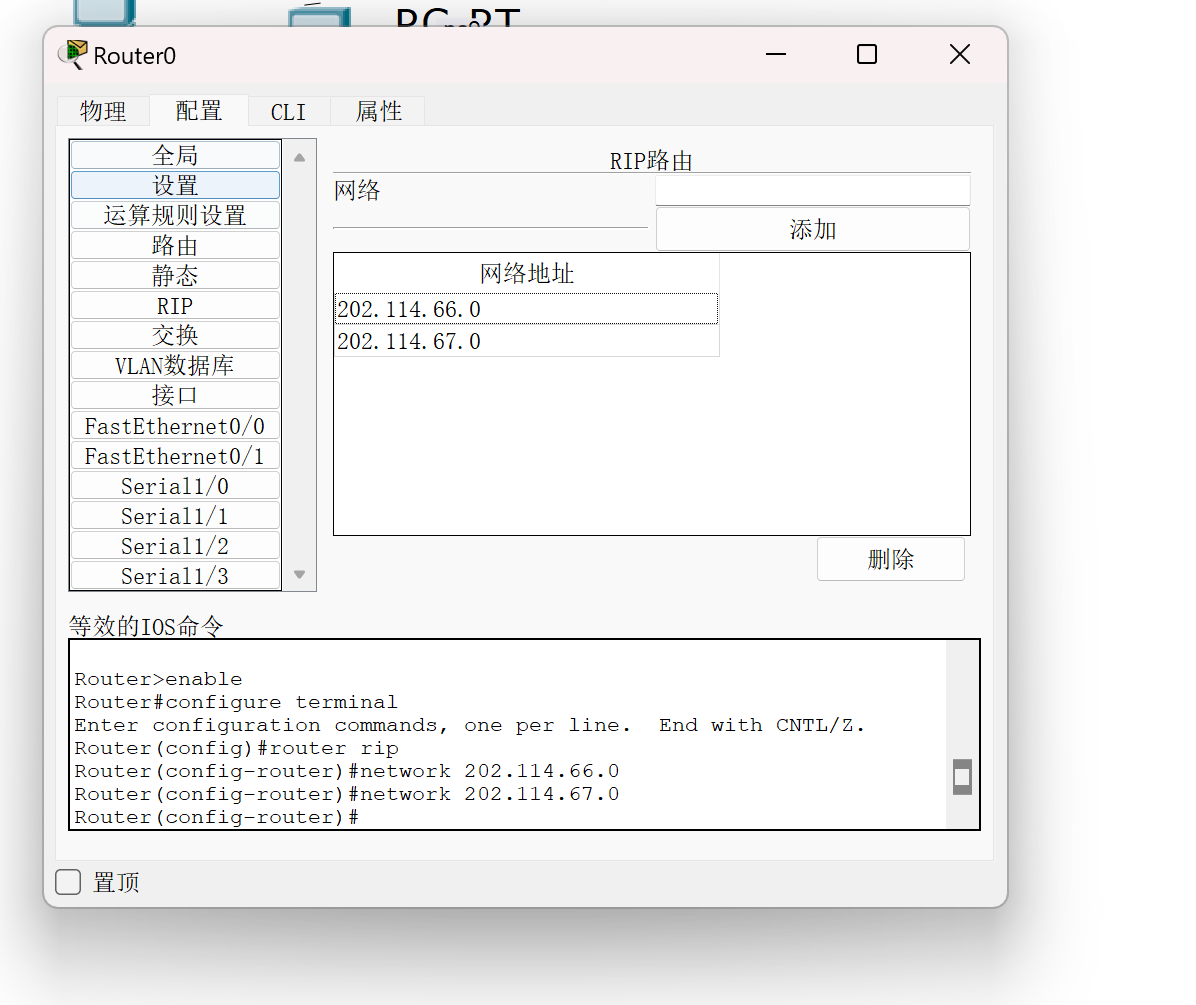 PC-PT
Router0
物理 配置 CLI 属性
全局
设置
运算规则设置
路由
静态
RIP
交换
VLAN数据库
接口
FastEthernet0/0
FastEthernet0/1
Serial1/0
Serial1/1
Serial1/2
Serial1/3
RIP路由
网络
添加
网络地址
202.114.66.0
202.114.67.0
删除
等效的IOS命令
Router>enable
Router#configure terminal
Enter configuration commands, one per line.  End with CNTL/Z.
Router(config)#router rip
Router(config-router)#network 202.114.66.0
Router(config-router)#network 202.114.67.0
Router(config-router)#
置顶